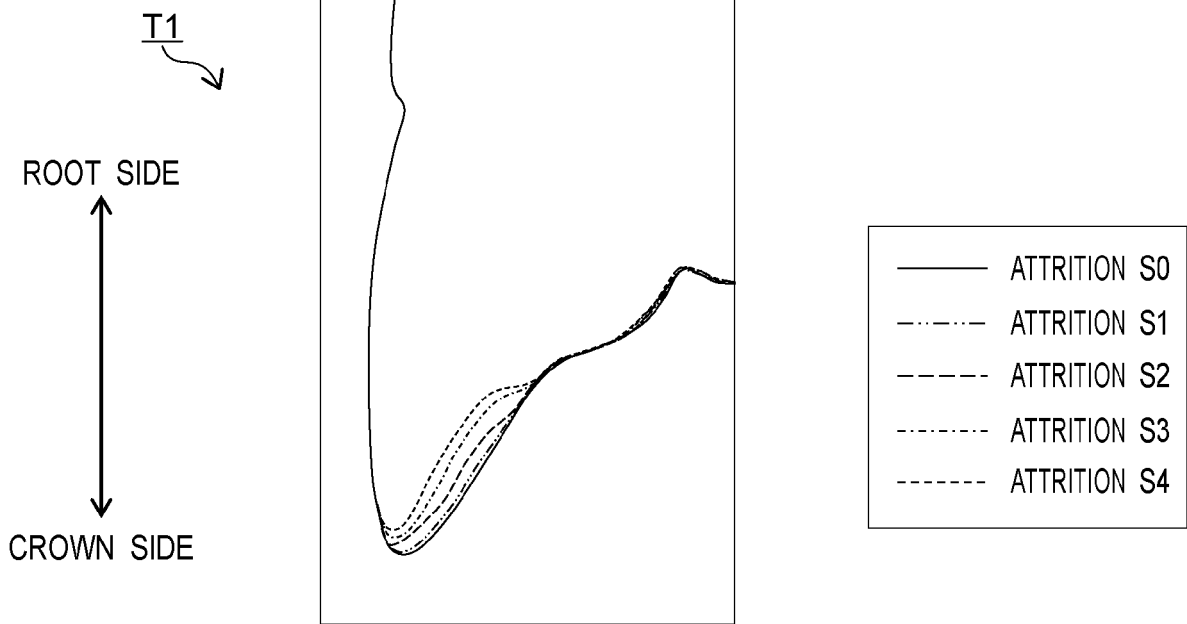 T1
ROOT SIDE
CROWN SIDE
ATTRITION S0
ATTRITION S1
ATTRITION S2
ATTRITION S3
ATTRITION S4